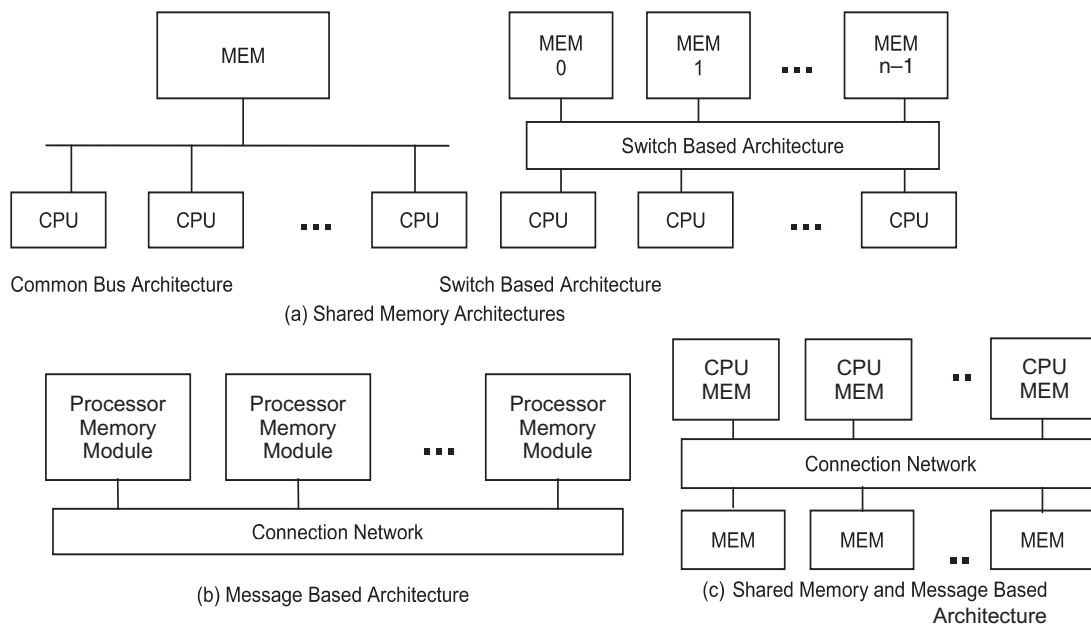 MEM
CPU
CPU
...
CPU
Common Bus Architecture
MEM
0
MEM
1
...
MEM
n–1
Switch Based Architecture
CPU
CPU
...
CPU
Switch Based Architecture
(a) Shared Memory Architectures
Processor
Memory
Module
Processor
Memory
Module
...
Processor
Memory
Module
Connection Network
(b) Message Based Architecture
CPU
MEM
CPU
MEM
..
CPU
MEM
Connection Network
MEM
MEM
..
MEM
(c) Shared Memory and Message Based
Architecture